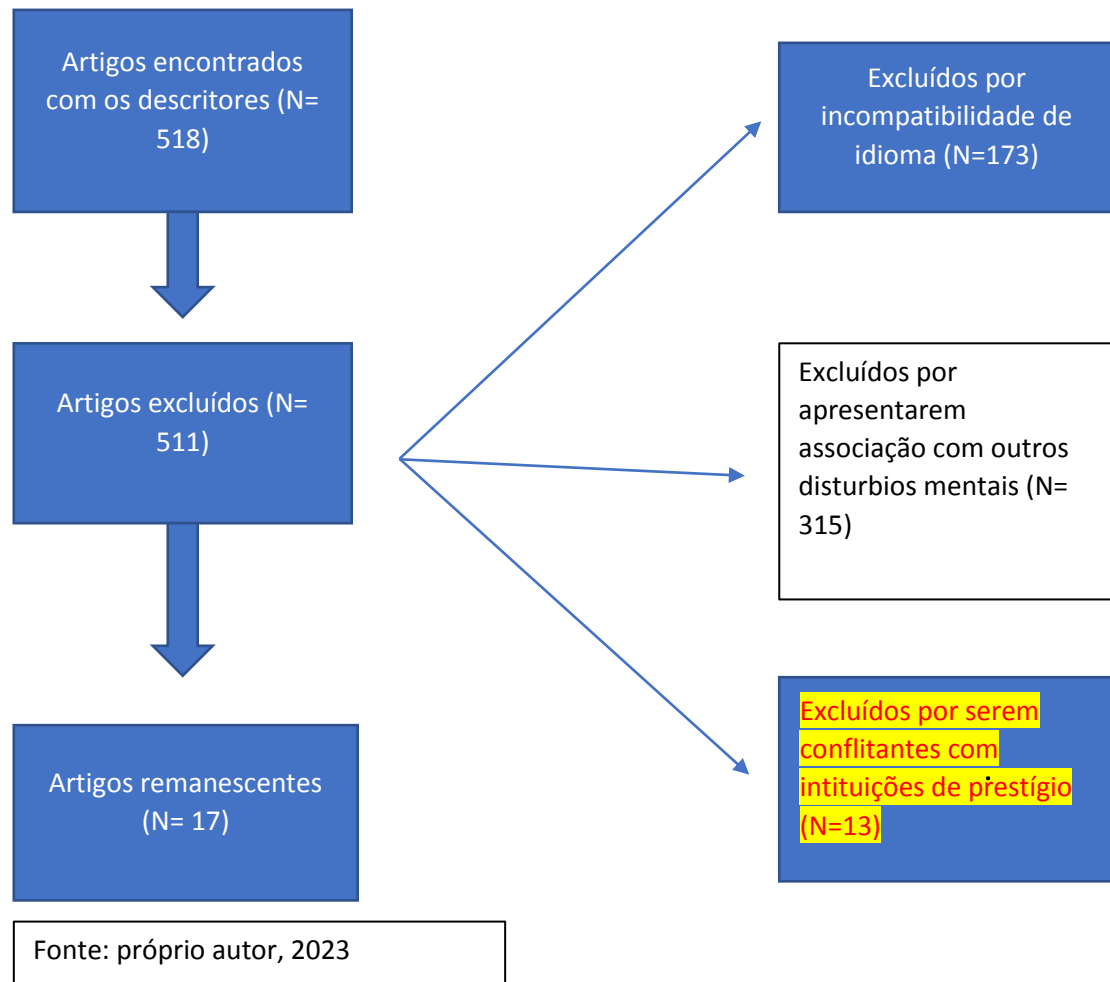 Artigos encontrados
com os descritores (N=
518)
Excluídos por
incompatibilidade de
idioma (N=173)
Artigos excluídos (N=
511)
Excluídos por
apresentarem
associação com outros
disturbios mentais (N=
315)
Artigos remanescentes
(N= 17)
Excluídos por serem
conflitantes com
intituições de prestígio
(N=13)
Fonte: próprio autor, 2023